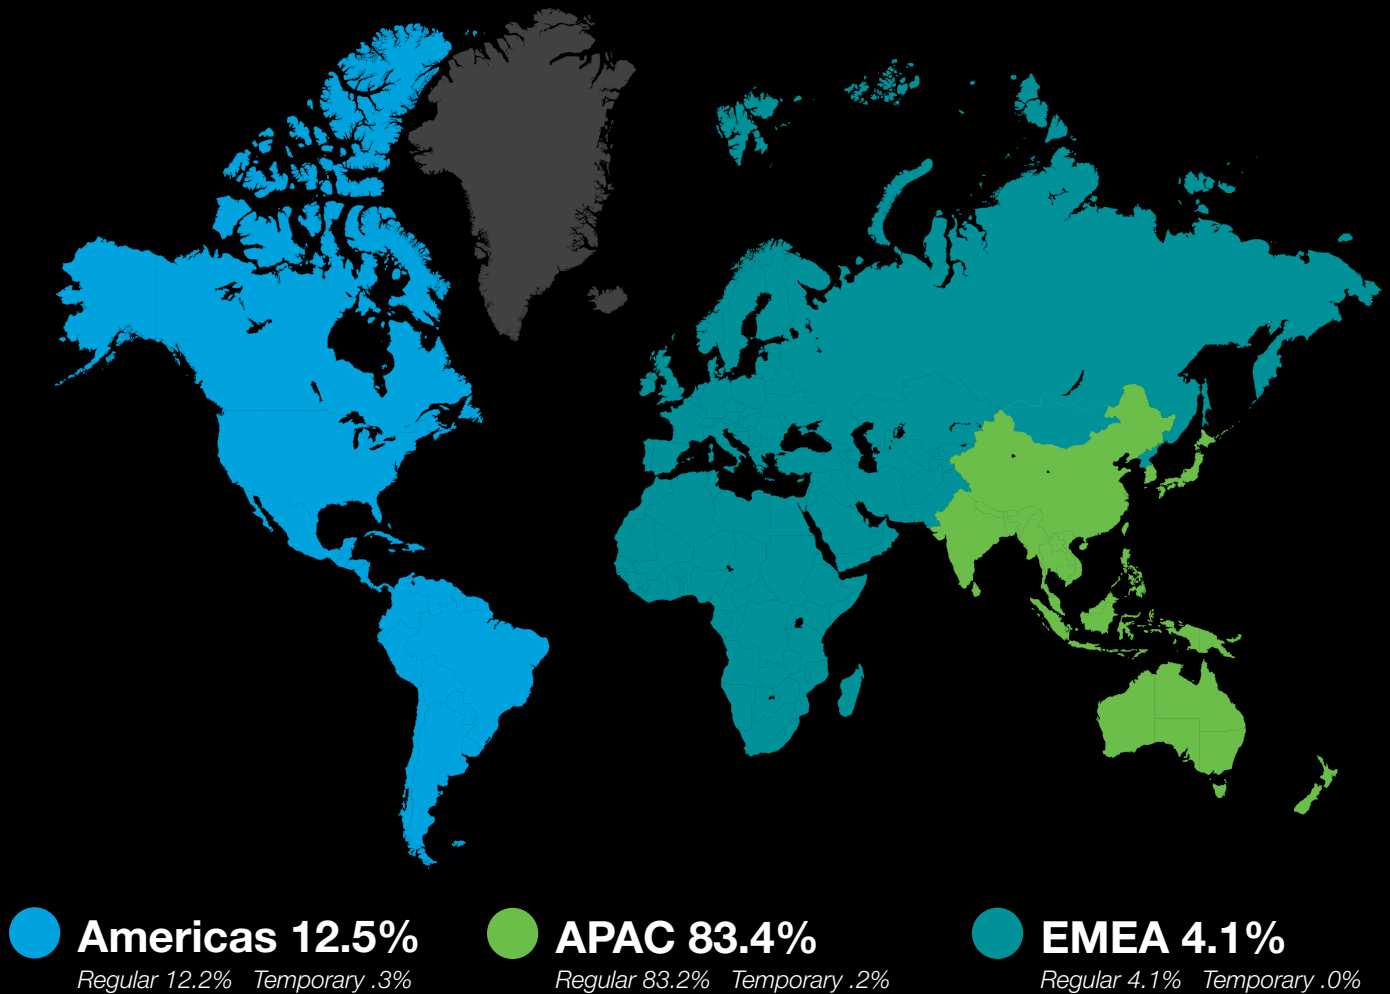 Americas 12.5%
Regular 12.2% Temporary .3%
APAC 83.4%
Regular 83.2% Temporary .2%
EMEA 4.1%
Regular 4.1% Temporary .0%